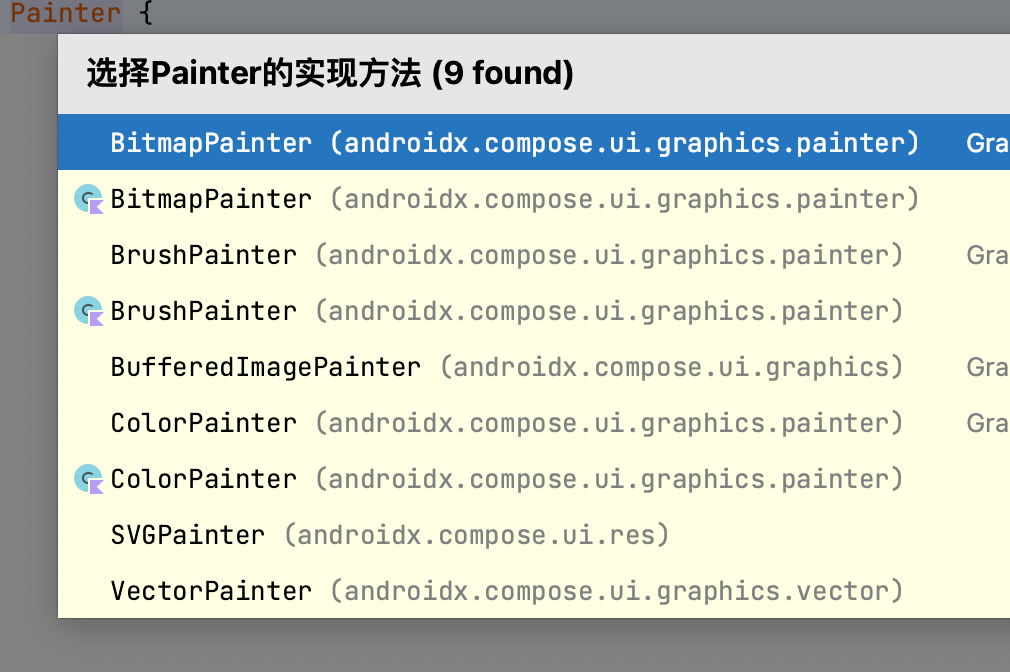 Painter {
选择Painter的实现方法 (9 found)
BitmapPainter (androidx.compose.ui.graphics.painter) Gra
BitmapPainter (androidx.compose.ui.graphics.painter)
BrushPainter (androidx.compose.ui.graphics.painter) Gra
BrushPainter (androidx.compose.ui.graphics.painter)
BufferedImagePainter (androidx.compose.ui.graphics) Gra
ColorPainter (androidx.compose.ui.graphics.painter) Gra
ColorPainter (androidx.compose.ui.graphics.painter)
SVGPainter (androidx.compose.ui.res)
VectorPainter (androidx.compose.ui.graphics.vector)